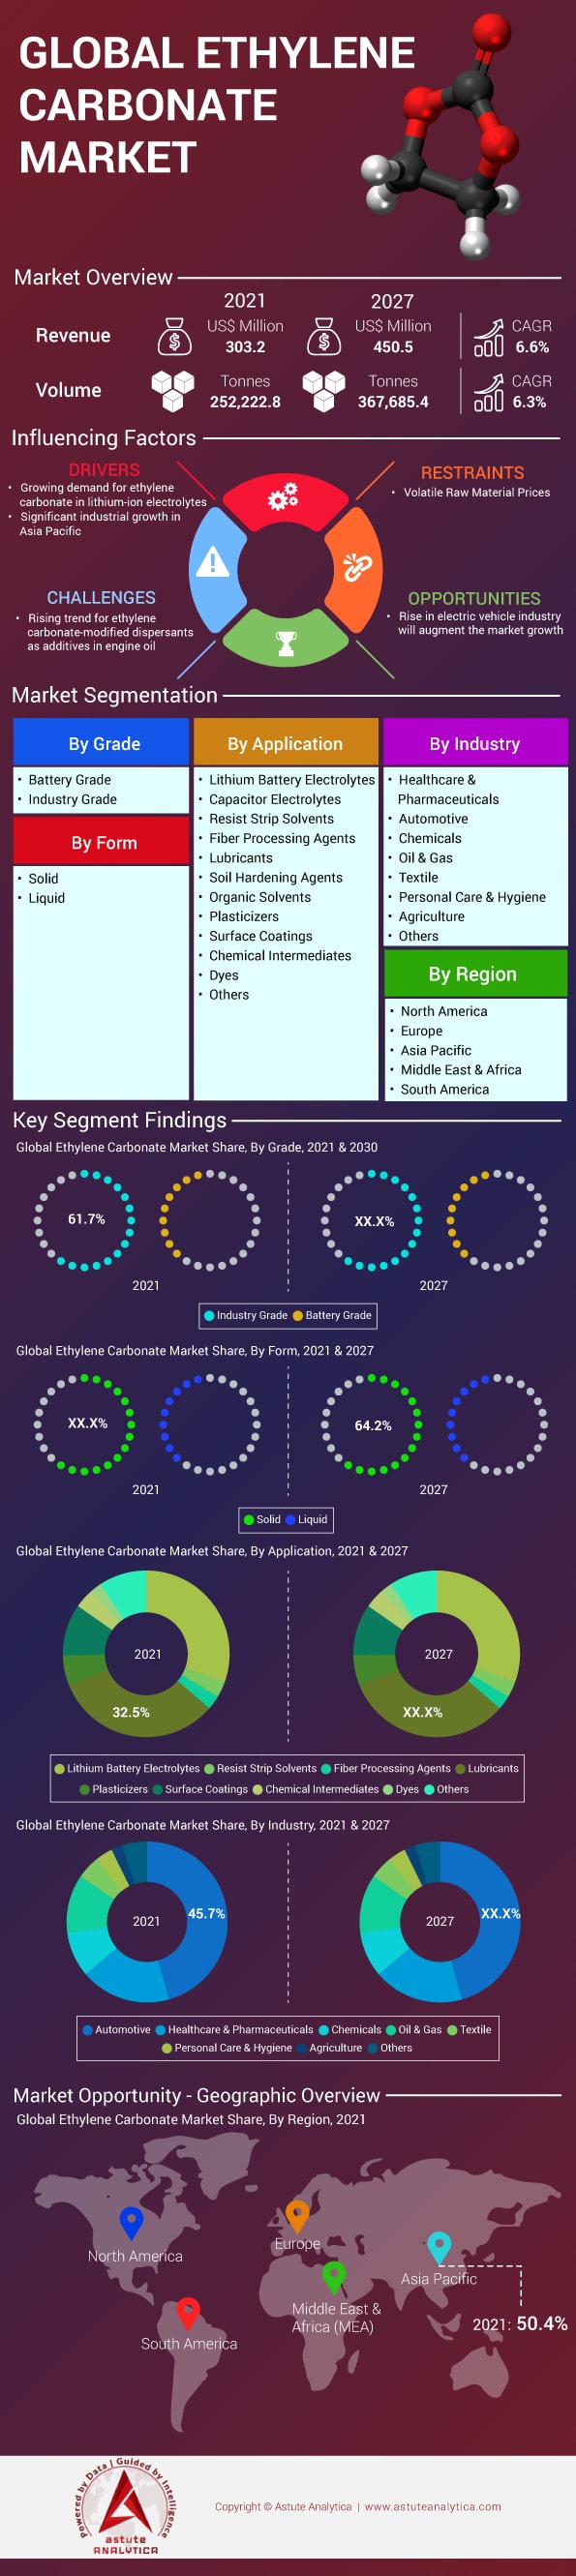 GLOBAL ETHYLENE
CARBONATE
MARKET
Market Overview
2021
2027
Revenue
US$ Million
303.2
US$ Million
450.5
CAGR
6.6%
Volume
Tonnes
252,222.8
Tonnes
367,685.4
CAGR
6.3%
Influencing Factors
DRIVERS
• Growing demand for ethylene
carbonate in lithium-ion electrolytes
• Significant industrial growth in
Asia Pacific
RESTRAINTS
• Volatile Raw Material Prices
CHALLENGES
• Rising trend for ethylene
carbonate-modified dispersants
as additives in engine oil
OPPORTUNITIES
• Rise in electric vehicle industry
will augment the market growth
Market Segmentation
By Grade
• Battery Grade
• Industry Grade
By Form
• Solid
• Liquid
By Application
• Lithium Battery Electrolytes
• Capacitor Electrolytes
• Resist Strip Solvents
• Fiber Processing Agents
• Lubricants
• Soil Hardening Agents
• Organic Solvents
• Plasticizers
• Surface Coatings
• Chemical Intermediates
• Dyes
• Others
By Industry
• Healthcare &
Pharmaceuticals
• Automotive
• Chemicals
• Oil & Gas
• Textile
• Personal Care & Hygiene
• Agriculture
• Others
By Region
• North America
• Europe
• Asia Pacific
• Middle East & Africa
• South America
Key Segment Findings
Global Ethylene Carbonate Market Share, By Grade, 2021 & 2030
61.7%
XX.X%
2021
2027
Industry Grade Battery Grade
Global Ethylene Carbonate Market Share, By Form, 2021 & 2027
XX.X%
64.2%
2021
2027
Solid Liquid
Global Ethylene Carbonate Market Share, By Application, 2021 & 2027
2021
32.5%
2027
XX.X%
Lithium Battery Electrolytes Resist Strip Solvents Fiber Processing Agents Lubricants
Plasticizers Surface Coatings Chemical Intermediates Dyes Others
Global Ethylene Carbonate Market Share, By Industry, 2021 & 2027
2021
45.7%
2027
XX.X%
Automotive Healthcare & Pharmaceuticals Chemicals Oil & Gas Textile
Personal Care & Hygiene Agriculture Others
Market Opportunity - Geographic Overview
Global Ethylene Carbonate Market Share, By Region, 2021
North America
Europe
Asia Pacific
Middle East &
Africa (MEA)
South America
2021: 50.4%
Powered by Data | Guided by Intelligence
astute
ANALYTICA
Copyright © Astute Analytica | www.astuteanalytica.com